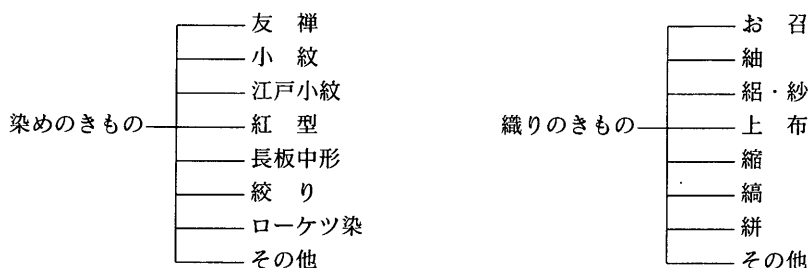 染めのきもの
友禅
小紋
江戸小紋
紅型
長板中形
絞り
ローケツ染
その他
織りのきもの
お召
紬
絽・紗
上布
縮
縞
絣
その他